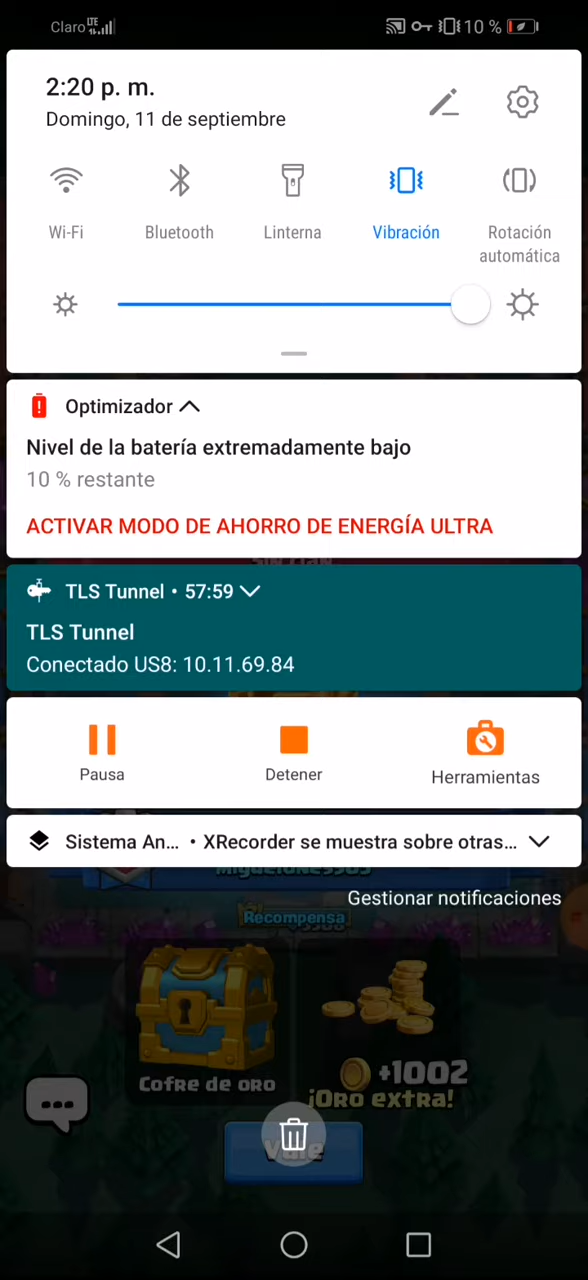 Claro LTE 10 %
2:20 p. m.
Domingo, 11 de septiembre
Wi-Fi
Bluetooth
Linterna
Vibración
Rotación
automática
Optimizador
Nivel de la batería extremadamente bajo
10 % restante
ACTIVAR MODO DE AHORRO DE ENERGÍA ULTRA
TLS Tunnel • 57:59
TLS Tunnel
Conectado US8: 10.11.69.84
Pausa
Detener
Herramientas
Sistema An... • XRecorder se muestra sobre otras...
Gestionar notificaciones
Recompensa
Cofre de oro
+1002
¡Oro extra!
Vale